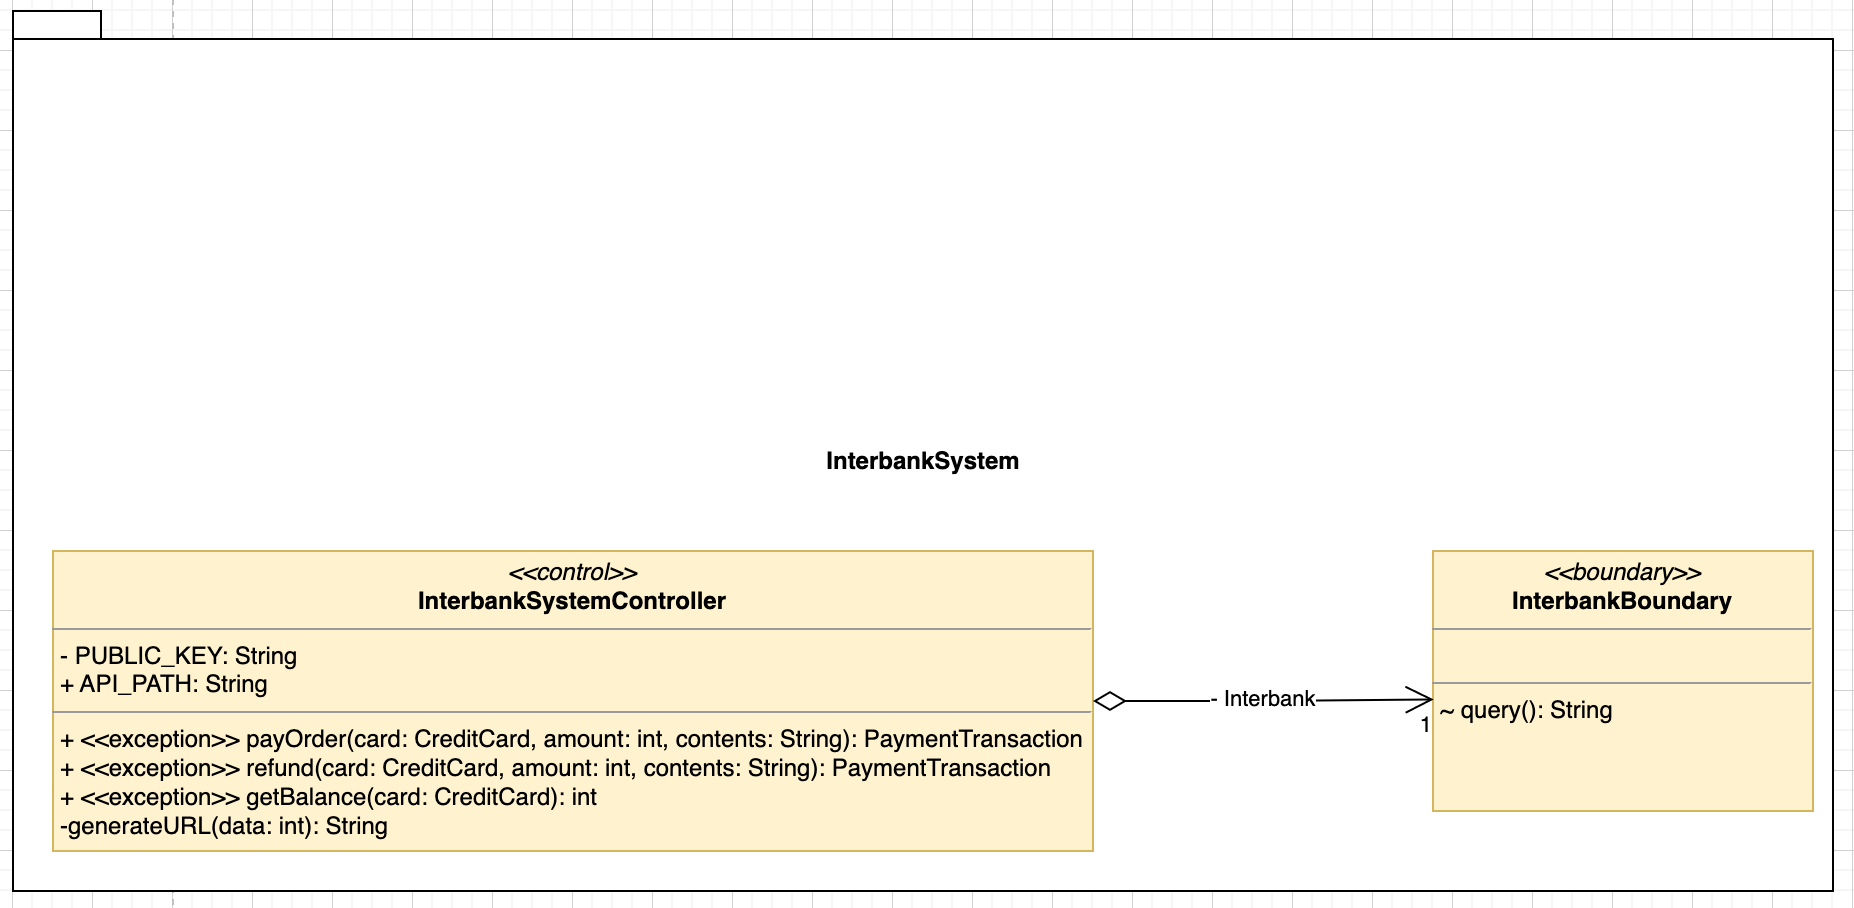 InterbankSystem
<<control>>
InterbankSystemController
- PUBLIC_KEY: String
+ API_PATH: String
+ <<exception>> payOrder(card: CreditCard, amount: int, contents: String): PaymentTransaction
+ <<exception>> refund(card: CreditCard, amount: int, contents: String): PaymentTransaction
+ <<exception>> getBalance(card: CreditCard): int
-generateURL(data: int): String
- Interbank
1
<<boundary>>
InterbankBoundary
~ query(): String